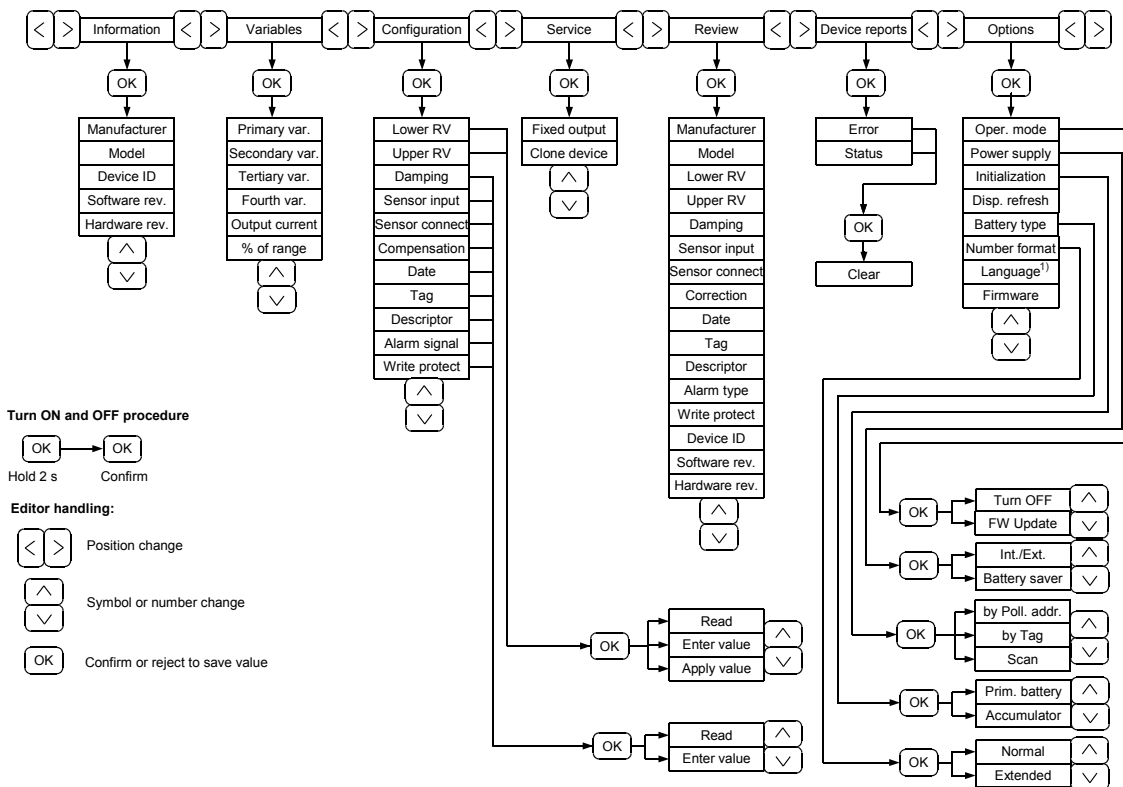 Information
Variables
Configuration
Service
Review
Device reports
Options
OK
OK
OK
OK
OK
OK
OK
Manufacturer
Model
Device ID
Software rev.
Hardware rev.
Primary var.
Secondary var.
Tertiary var.
Fourth var.
Output current
% of range
Lower RV
Upper RV
Damping
Sensor input
Sensor connect
Compensation
Date
Tag
Descriptor
Alarm signal
Write protect
Fixed output
Clone device
Manufacturer
Model
Lower RV
Upper RV
Damping
Sensor input
Sensor connect
Correction
Date
Tag
Descriptor
Alarm type
Write protect
Device ID
Software rev.
Hardware rev.
Error
Status
OK
Clear
Oper. mode
Power supply
Initialization
Disp. refresh
Battery type
Number format
Language1)
Firmware
Turn ON and OFF procedure
OK
OK
Hold 2 s
Confirm
Editor handling:
Position change
Symbol or number change
OK
Confirm or reject to save value
OK
Read
Enter value
Apply value
OK
Read
Enter value
OK
Turn OFF
FW Update
OK
Int./Ext.
Battery saver
OK
by Poll. addr.
by Tag
Scan
OK
Prim. battery
Accumulator
OK
Normal
Extended